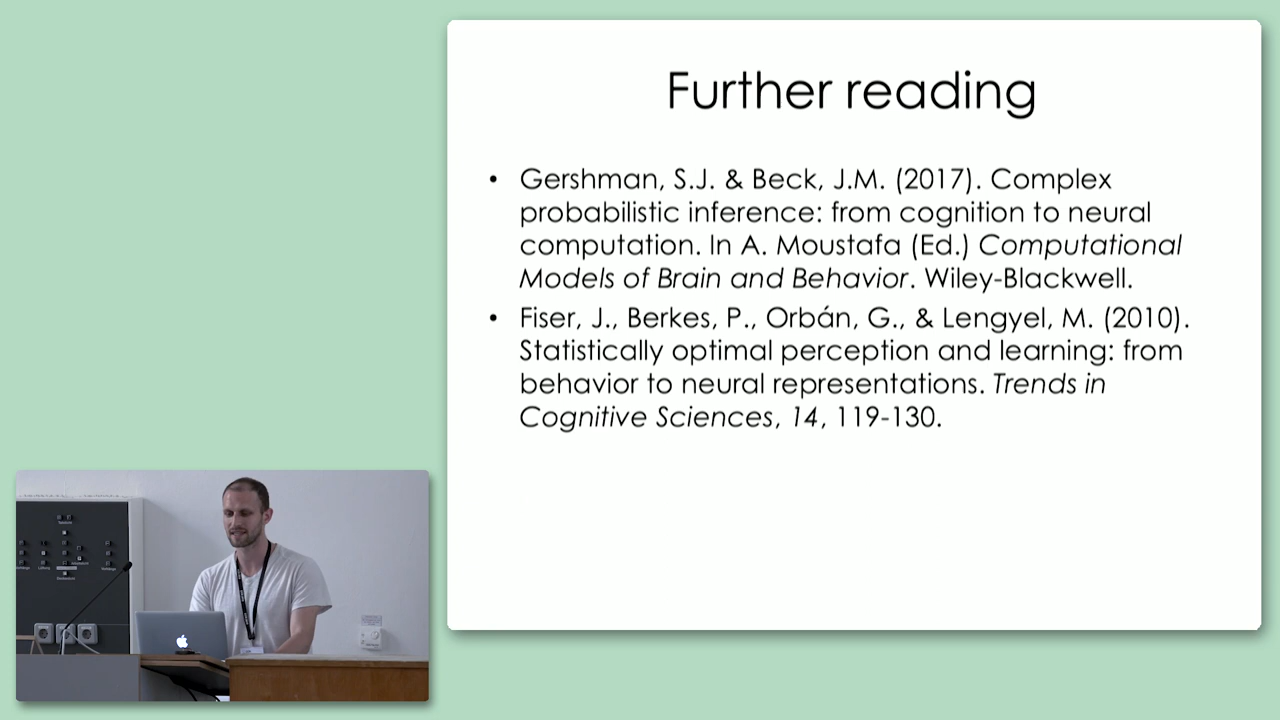 Further reading
• Gershman, S.J. & Beck, J.M. (2017). Complex
probabilistic inference: from cognition to neural
computation. In A. Moustafa (Ed.) Computational
Models of Brain and Behavior. Wiley-Blackwell.
• Fiser, J., Berkes, P., Orbán, G., & Lengyel, M. (2010).
Statistically optimal perception and learning: from
behavior to neural representations. Trends in
Cognitive Sciences, 14, 119-130.